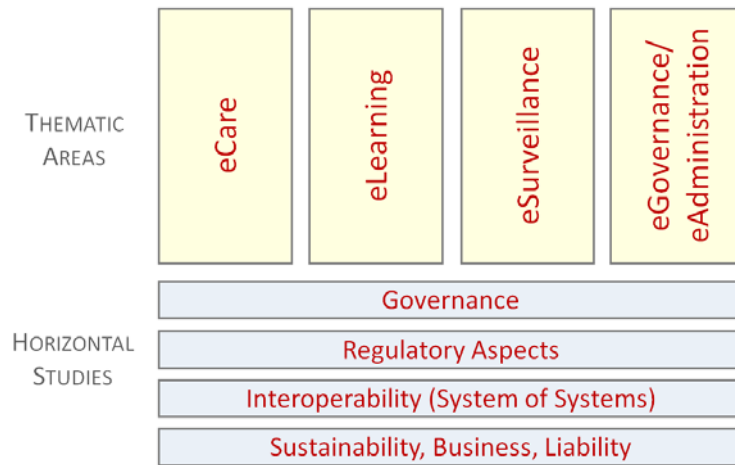 THEMATIC
AREAS
eCare
eLearning
eSurveillance
eGovernance/
eAdministration
HORIZONTAL
STUDIES
Governance
Regulatory Aspects
Interoperability (System of Systems)
Sustainability, Business, Liability